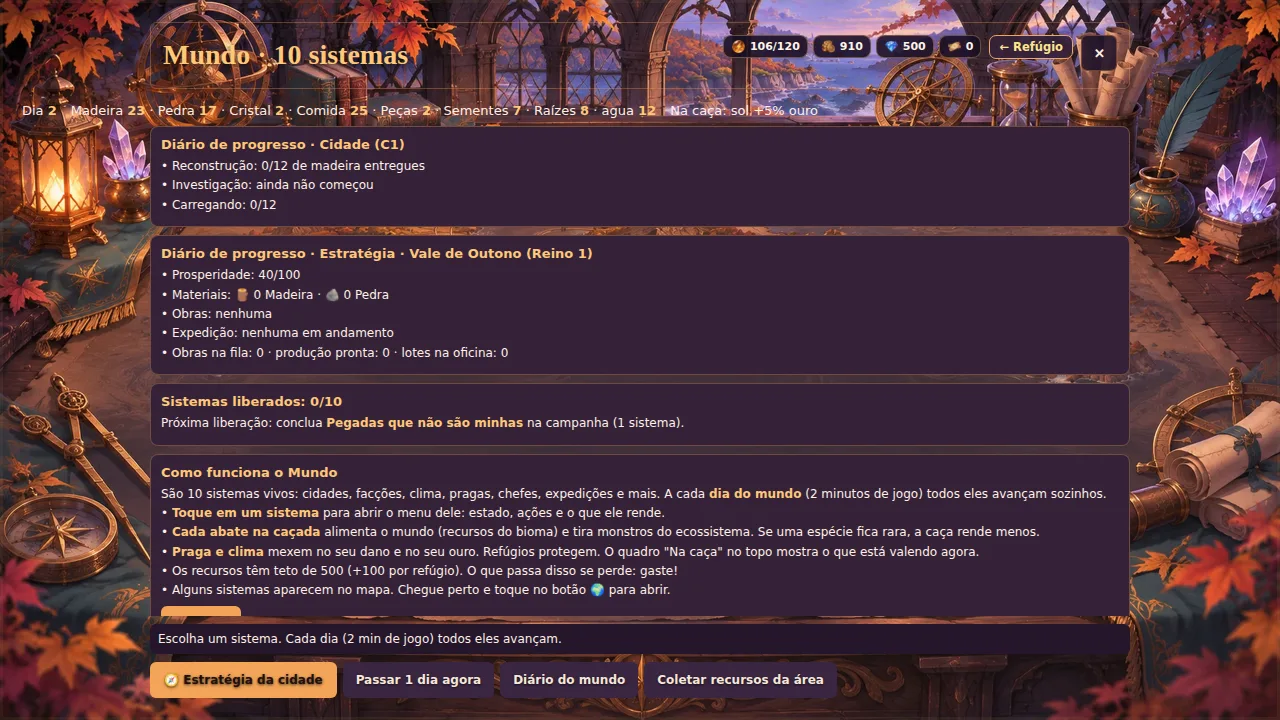 Mundo · 10 sistemas
106/120 910 500 0 ← Refúgio ×
Dia 2 · Madeira 23 · Pedra 17 · Cristal 2 · Comida 25 · Peças 2 · Sementes 7 · Raízes 8 · agua 12 Na caça: sol +5% ouro
Diário de progresso · Cidade (C1)
• Reconstrução: 0/12 de madeira entregues
• Investigação: ainda não começou
• Carregando: 0/12
Diário de progresso · Estratégia · Vale de Outono (Reino 1)
• Prosperidade: 40/100
• Materiais: 🪵 0 Madeira · 🪨 0 Pedra
• Obras: nenhuma
• Expedição: nenhuma em andamento
• Obras na fila: 0 · produção pronta: 0 · lotes na oficina: 0
Sistemas liberados: 0/10
Próxima liberação: conclua Pegadas que não são minhas na campanha (1 sistema).
Como funciona o Mundo
São 10 sistemas vivos: cidades, facções, clima, pragas, chefes, expedições e mais. A cada dia do mundo (2 minutos de jogo) todos eles avançam sozinhos.
• Toque em um sistema para abrir o menu dele: estado, ações e o que ele rende.
• Cada abate na caçada alimenta o mundo (recursos do bioma) e tira monstros do ecossistema. Se uma espécie fica rara, a caça rende menos.
• Praga e clima mexem no seu dano e no seu ouro. Refúgios protegem. O quadro "Na caça" no topo mostra o que está valendo agora.
• Os recursos têm teto de 500 (+100 por refúgio). O que passa disso se perde: gaste!
• Alguns sistemas aparecem no mapa. Chegue perto e toque no botão 🌍 para abrir.
Escolha um sistema. Cada dia (2 min de jogo) todos eles avançam.
🧭 Estratégia da cidade Passar 1 dia agora Diário do mundo Coletar recursos da área